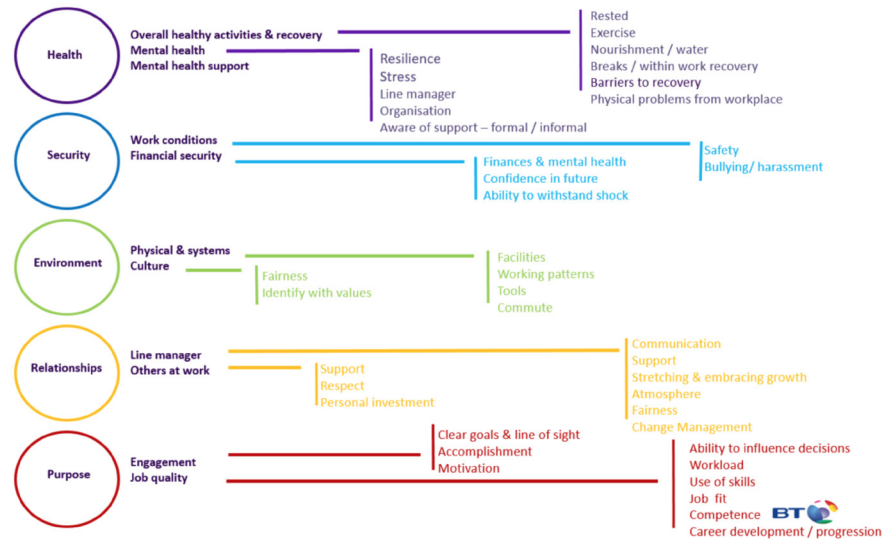 Health
Overall healthy activities & recovery
Mental health
Mental health support
Rested
Exercise
Nourishment / water
Breaks / within work recovery
Barriers to recovery
Physical problems from workplace
Resilience
Stress
Line manager
Organisation
Aware of support – formal / informal
Security
Work conditions
Financial security
Safety
Bullying/ harassment
Finances & mental health
Confidence in future
Ability to withstand shock
Environment
Physical & systems
Culture
Facilities
Working patterns
Tools
Commute
Fairness
Identify with values
Relationships
Line manager
Others at work
Communication
Support
Stretching & embracing growth
Atmosphere
Fairness
Change Management
Support
Respect
Personal investment
Purpose
Engagement
Job quality
Clear goals & line of sight
Accomplishment
Motivation
Ability to influence decisions
Workload
Use of skills
Job fit
Competence
Career development / progression
BT